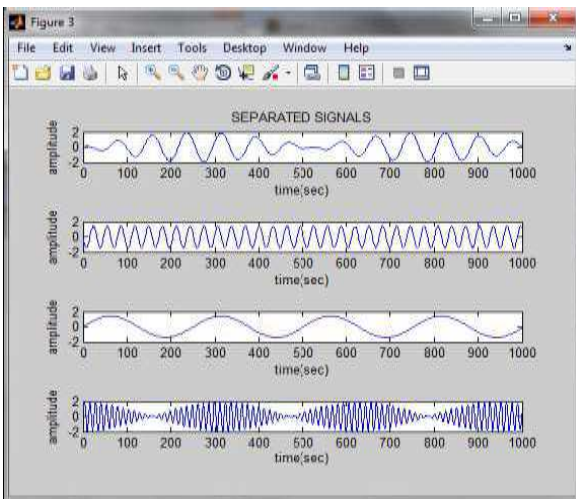 Figure 3
File Edit View Insert Tools Desktop Window Help
SEPARATED SIGNALS
amplitude
2
0
-2
0 100 200 300 400 500 600 700 800 900 1000
time(sec)
amplitude
2
0
-2
0 100 200 300 400 500 600 700 800 900 1000
time(sec)
amplitude
2
0
-2
0 100 200 300 400 500 600 700 800 900 1000
time(sec)
amplitude
2
0
-2
0 100 200 300 400 500 600 700 800 900 1000
time(sec)